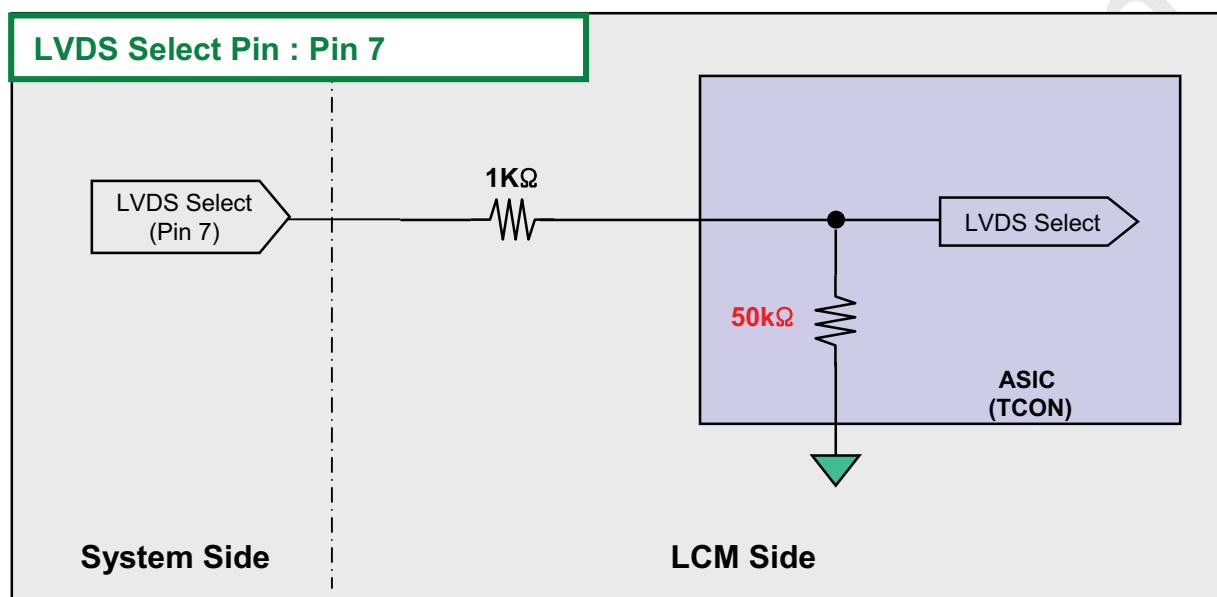 LVDS Select Pin : Pin 7
1KΩ
LVDS Select
(Pin 7)
LVDS Select
50kΩ
ASIC
(TCON)
System Side
LCM Side